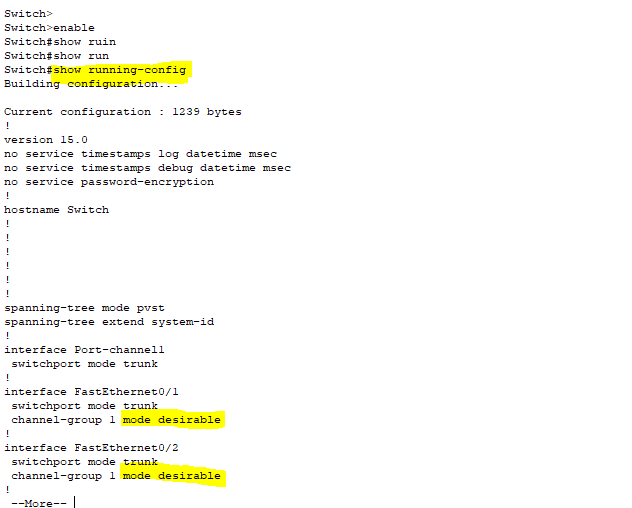 Switch>
Switch>enable
Switch#show ruin
Switch#show run
Switch#show running-config
Building configuration...
Current configuration : 1239 bytes
!
version 15.0
no service timestamps log datetime msec
no service timestamps debug datetime msec
no service password-encryption
!
hostname Switch
!
!
!
!
!
!
spanning-tree mode pvst
spanning-tree extend system-id
!
interface Port-channel1
switchport mode trunk
!
interface FastEthernet0/1
switchport mode trunk
channel-group 1 mode desirable
!
interface FastEthernet0/2
switchport mode trunk
channel-group 1 mode desirable
!
--More--